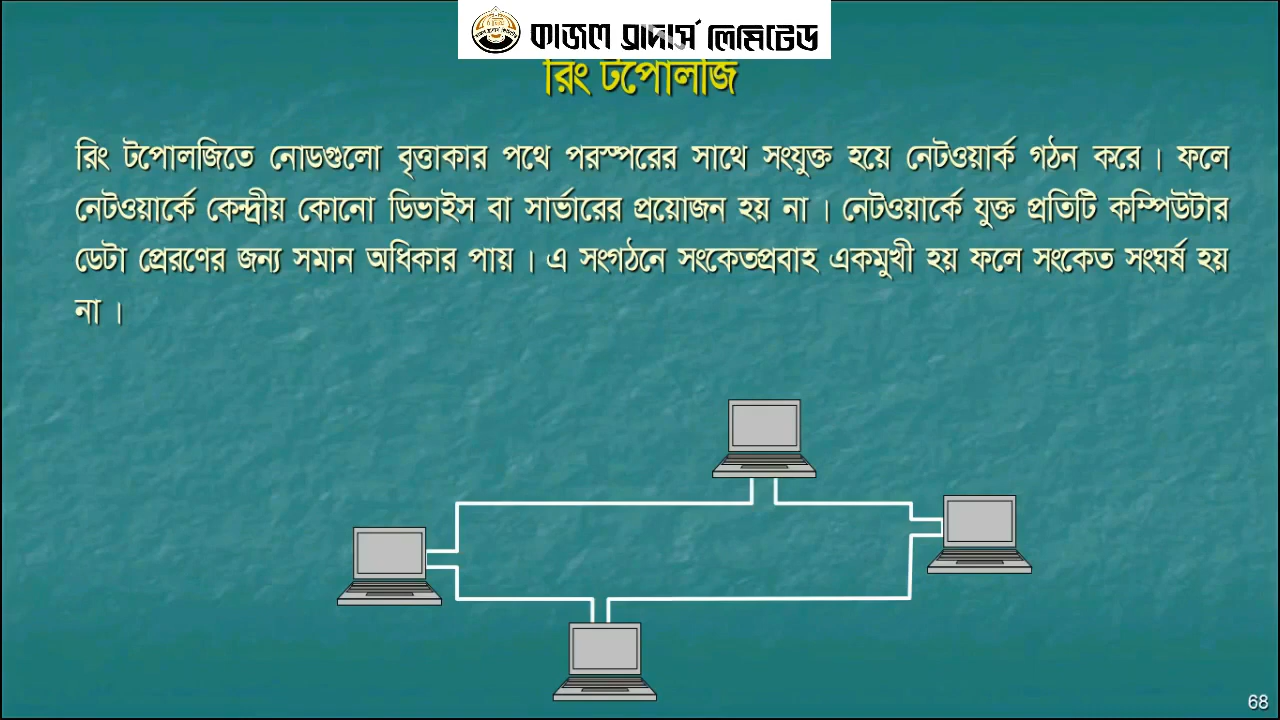 কাজল ব্রাদার্স লিমিটেড
রিং টপোলজি
রিং টপোলজিতে নোডগুলো বৃত্তাকার পথে পরস্পরের সাথে সংযুক্ত হয়ে নেটওয়ার্ক গঠন করে । ফলে
নেটওয়ার্কে কেন্দ্রীয় কোনো ডিভাইস বা সার্ভারের প্রয়োজন হয় না । নেটওয়ার্কে যুক্ত প্রতিটি কম্পিউটার
ডেটা প্রেরণের জন্য সমান অধিকার পায় । এ সংগঠনে সংকেতপ্রবাহ একমুখী হয় ফলে সংকেত সংঘর্ষ হয়
না ।
68